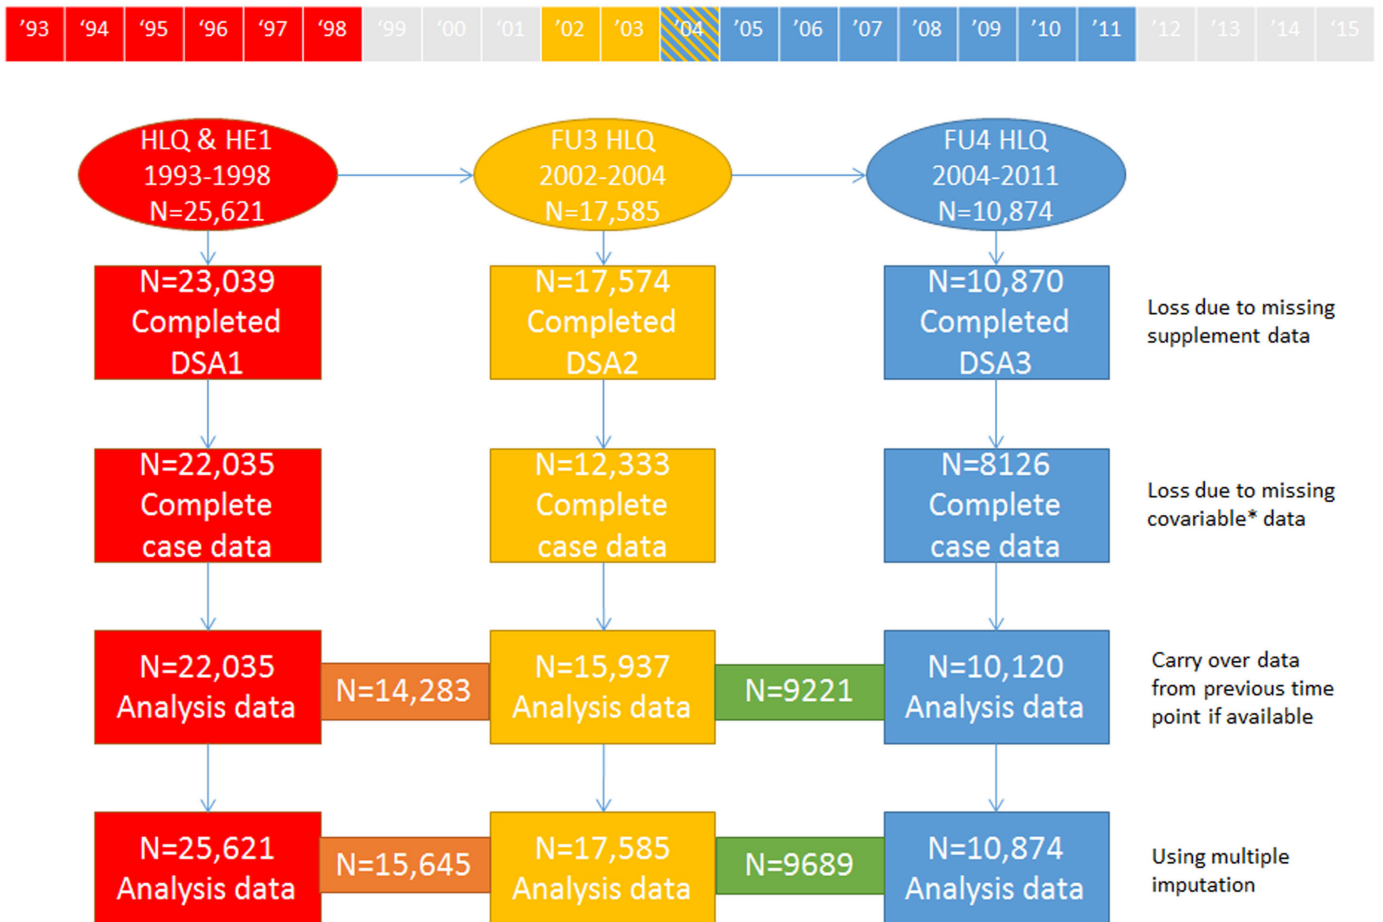 ’93 ‘94 ‘95 ‘96 ‘97 ‘98 ‘99 ‘00 ‘01 ’02 ’03 ’04 ’05 ’06 ’07 ’08 ’09 ’10 ’11 ’12 ’13 ’14 ’15
HLQ & HE1
1993-1998
N=25,621
FU3 HLQ
2002-2004
N=17,585
FU4 HLQ
2004-2011
N=10,874
N=23,039
Completed
DSA1
N=17,574
Completed
DSA2
N=10,870
Completed
DSA3
Loss due to missing
supplement data
N=22,035
Complete
case data
N=12,333
Complete
case data
N=8126
Complete
case data
Loss due to missing
covariable* data
N=22,035
Analysis data
N=14,283
N=15,937
Analysis data
N=9221
N=10,120
Analysis data
Carry over data
from previous time
point if available
N=25,621
Analysis data
N=15,645
N=17,585
Analysis data
N=9689
N=10,874
Analysis data
Using multiple
imputation